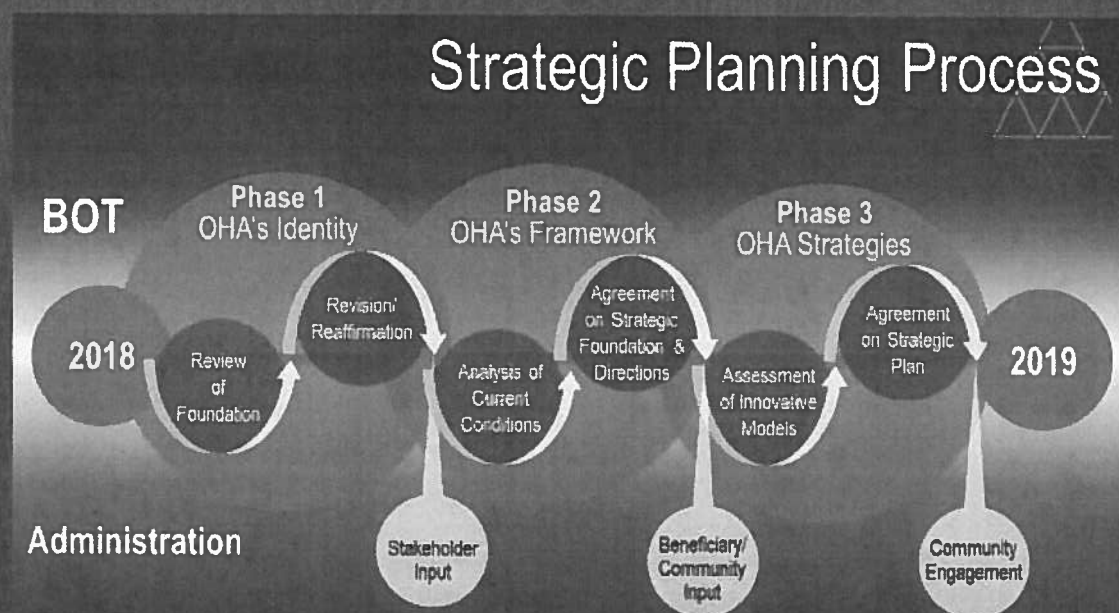 Strategic Planning Process
BOT
Phase 1
OHA's Identity
Phase 2
OHA's Framework
Phase 3
OHA Strategies
2018
Review
of
Foundation
Revision/
Reaffirmation
Analysis of
Current
Conditions
Agreement
on Strategic
Foundation &
Directions
Assessment
of Innovative
Models
Agreement
on Strategic
Plan
2019
Administration
Stakeholder
Input
Beneficiary/
Community
Input
Community
Engagement